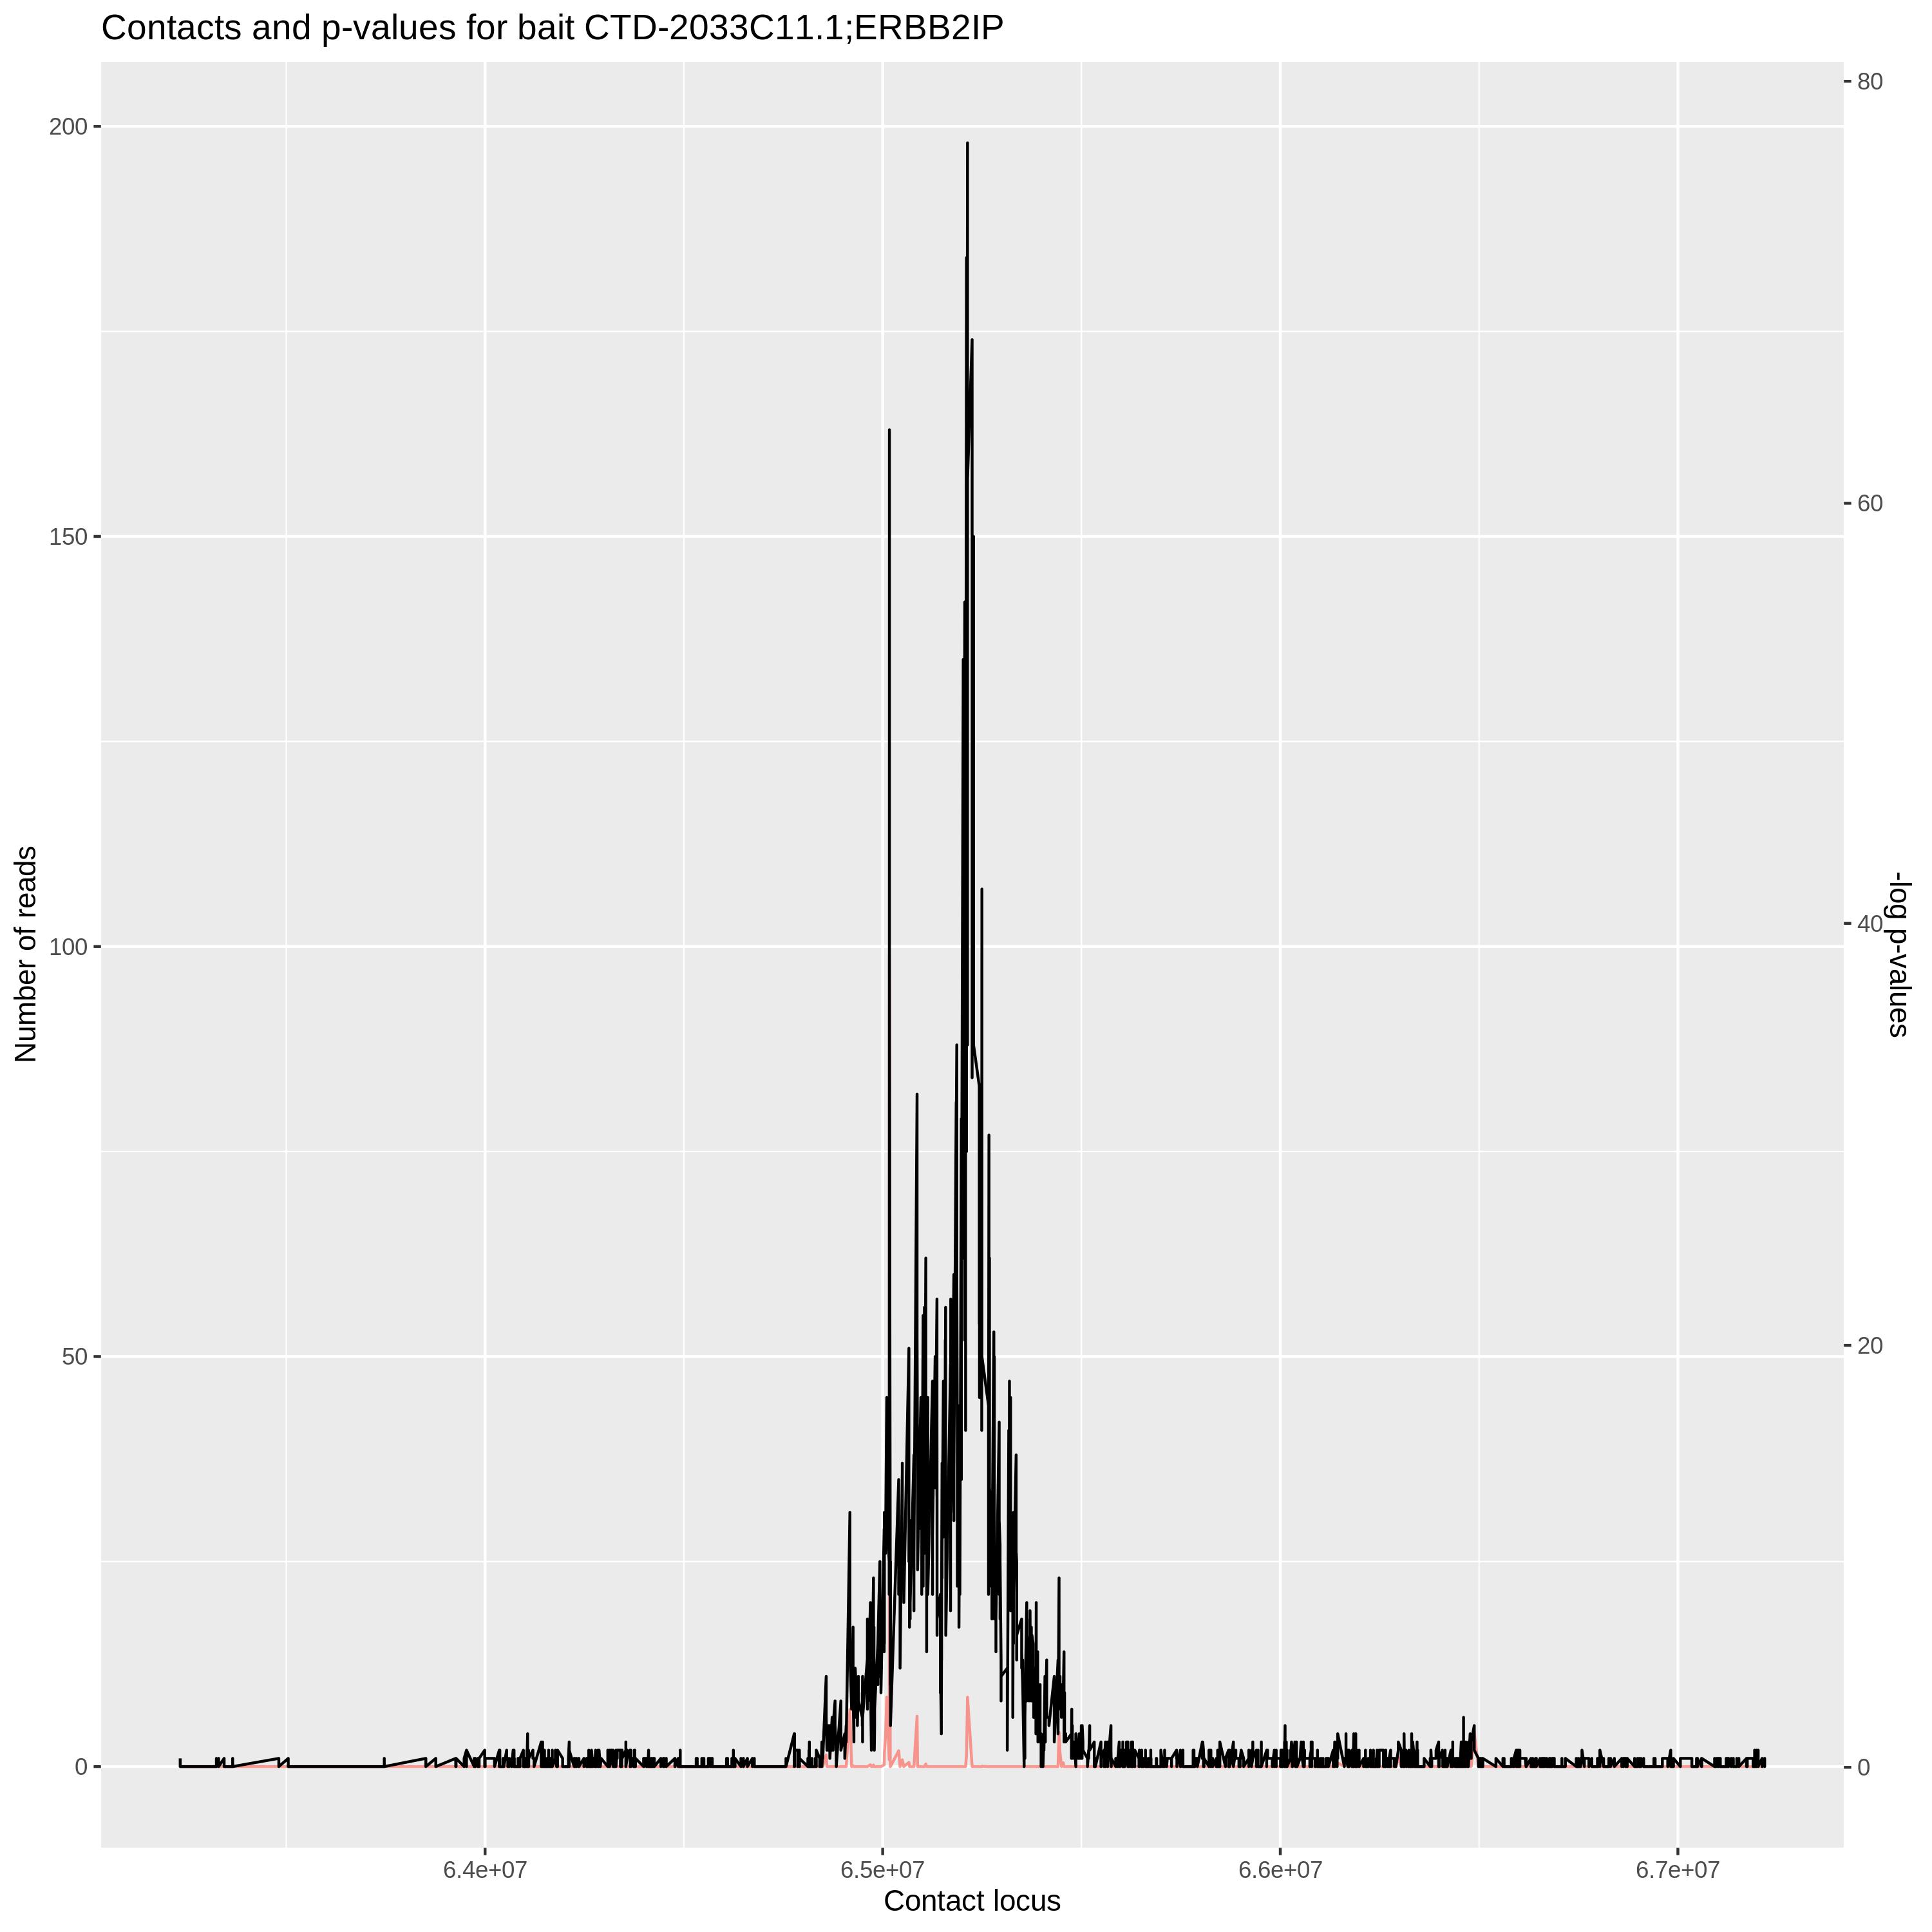 Contacts and p-values for bait CTD-2033C11.1;ERBB2IP
80
200
60
150
Number of reads
-log p-values
40
100
50
20
0
0
6.4e+07
6.5e+07
6.6e+07
6.7e+07
Contact locus